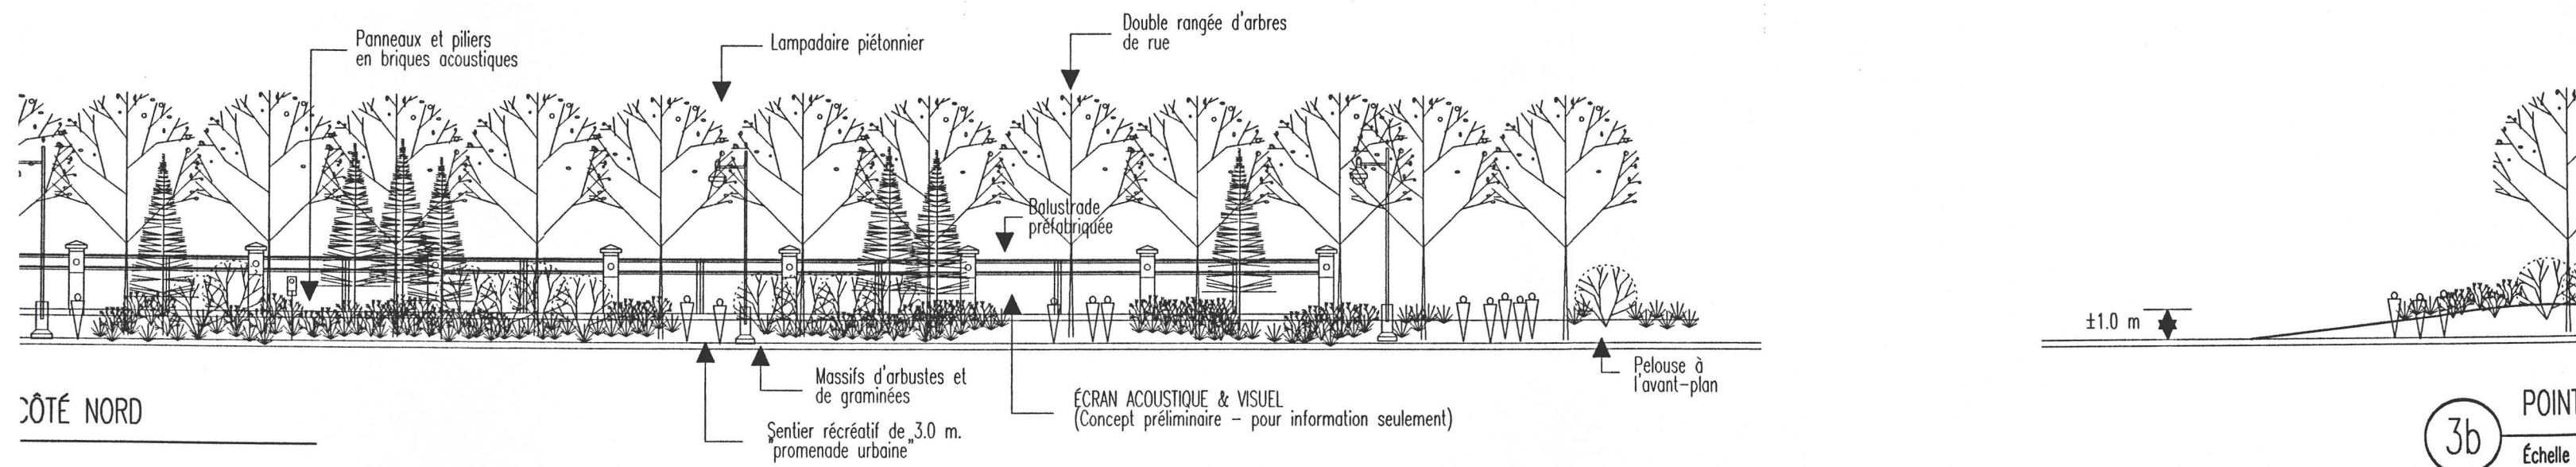 Panneaux et piliers
en briques acoustiques
Lampadaire piétonnier
Double rangée d'arbres
de rue
Balustrade
préfabriquée
±1.0 m
Massifs d'arbustes et
de graminées
Sentier récréatif de 3.0 m.
"promenade urbaine"
ÉCRAN ACOUSTIQUE & VISUEL
(Concept préliminaire – pour information seulement)
Pelouse à
l'avant-plan
CÔTÉ NORD
3b
POINT
Échelle